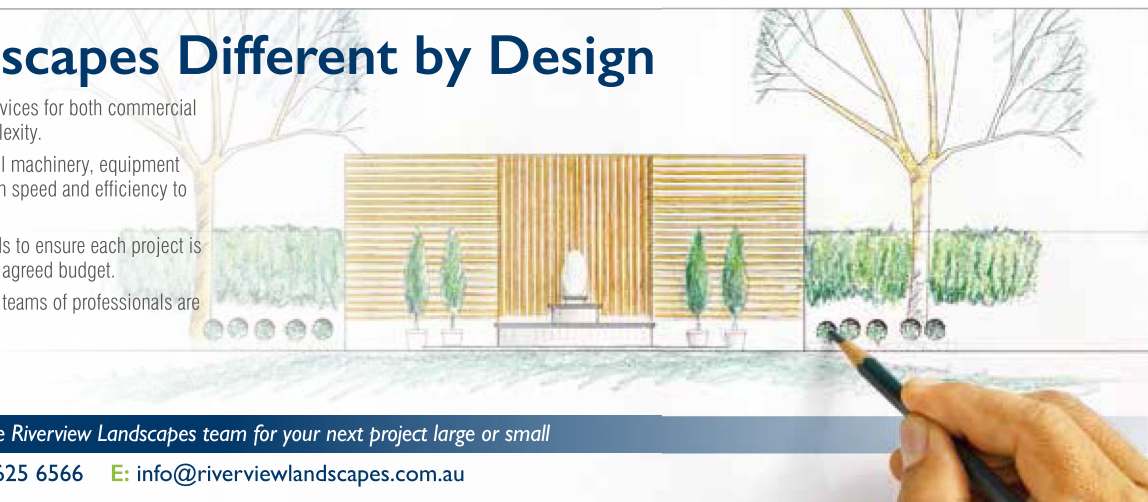 scapes Different by Design
vices for both commercial
lexity.
l machinery, equipment
n speed and efficiency to
ls to ensure each project is
agreed budget.
teams of professionals are
e Riverview Landscapes team for your next project large or small
625 6566 E: info@riverviewlandscapes.com.au